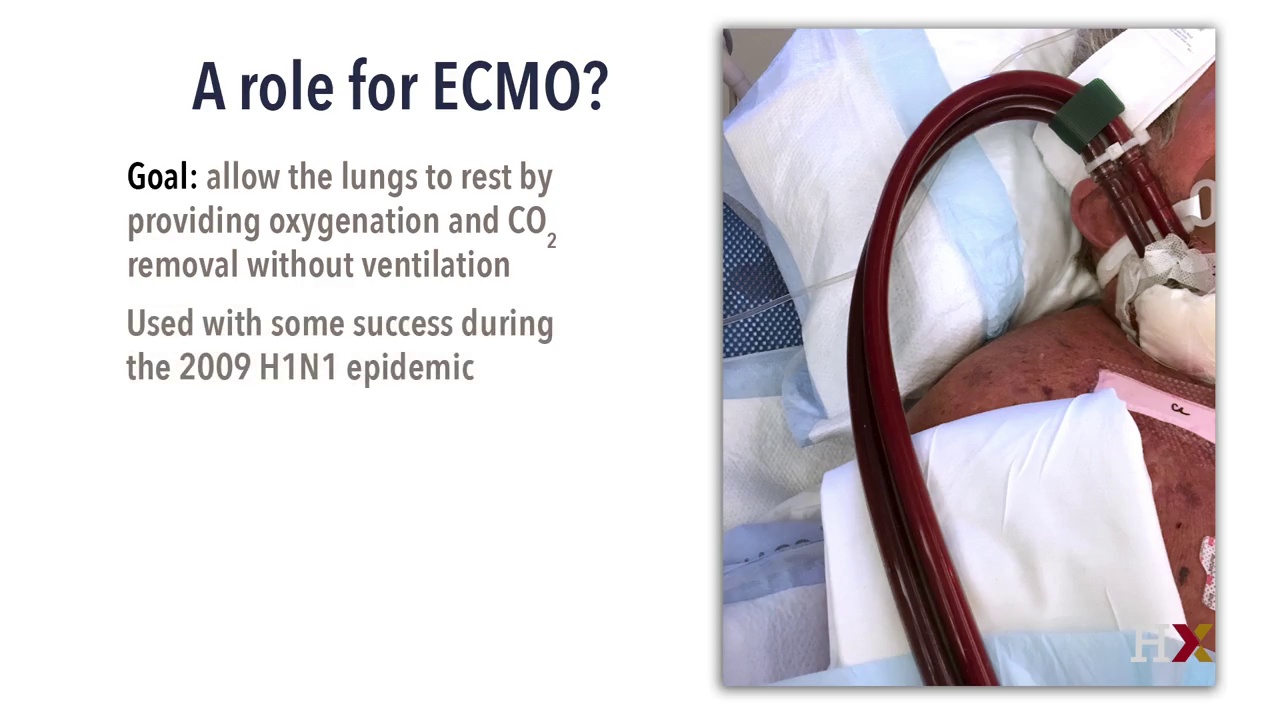 A role for ECMO?
Goal: allow the lungs to rest by
providing oxygenation and CO2
removal without ventilation
Used with some success during
the 2009 H1N1 epidemic
HX